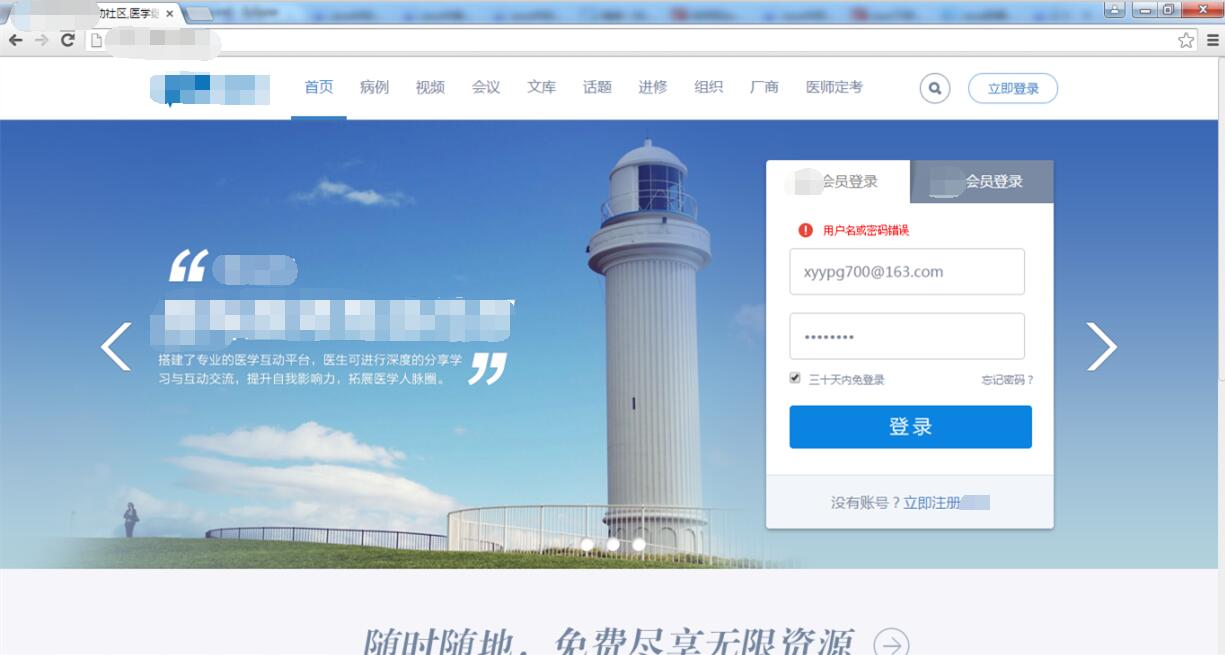 动社区,医学
首页 病例 视频 会议 文库 话题 进修 组织 厂商 医师定考 立即登录
会员登录 会员登录
用户名或密码错误
xyypg700@163.com
••••••••
三十天内免登录 忘记密码？
登录
没有账号？立即注册
“
搭建了专业的医学互动平台，医生可进行深度的分享学
习与互动交流，提升自我影响力，拓展医学人脉圈。 ”
随时随地，免费尽享无限资源